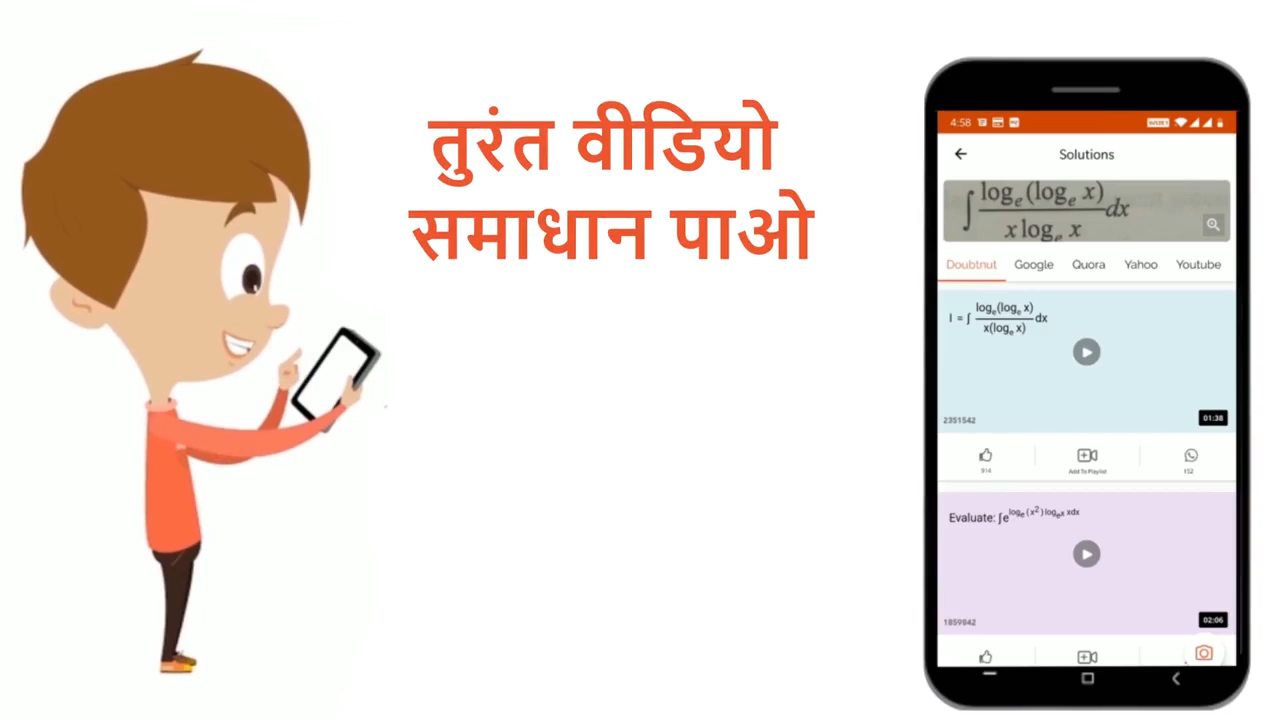 तुरंत वीडियो
समाधान पाओ
4:58
Solutions
∫ logₑ(logₑ x) / x logₑ x dx
Doubtnut Google Quora Yahoo Youtube
I = ∫ logₑ(logₑ x) / x(logₑ x) dx
2351542 01:38
914 Add To Playlist 152
Evaluate: ∫e^logₑ(x²)logₑx xdx
1859842 02:06